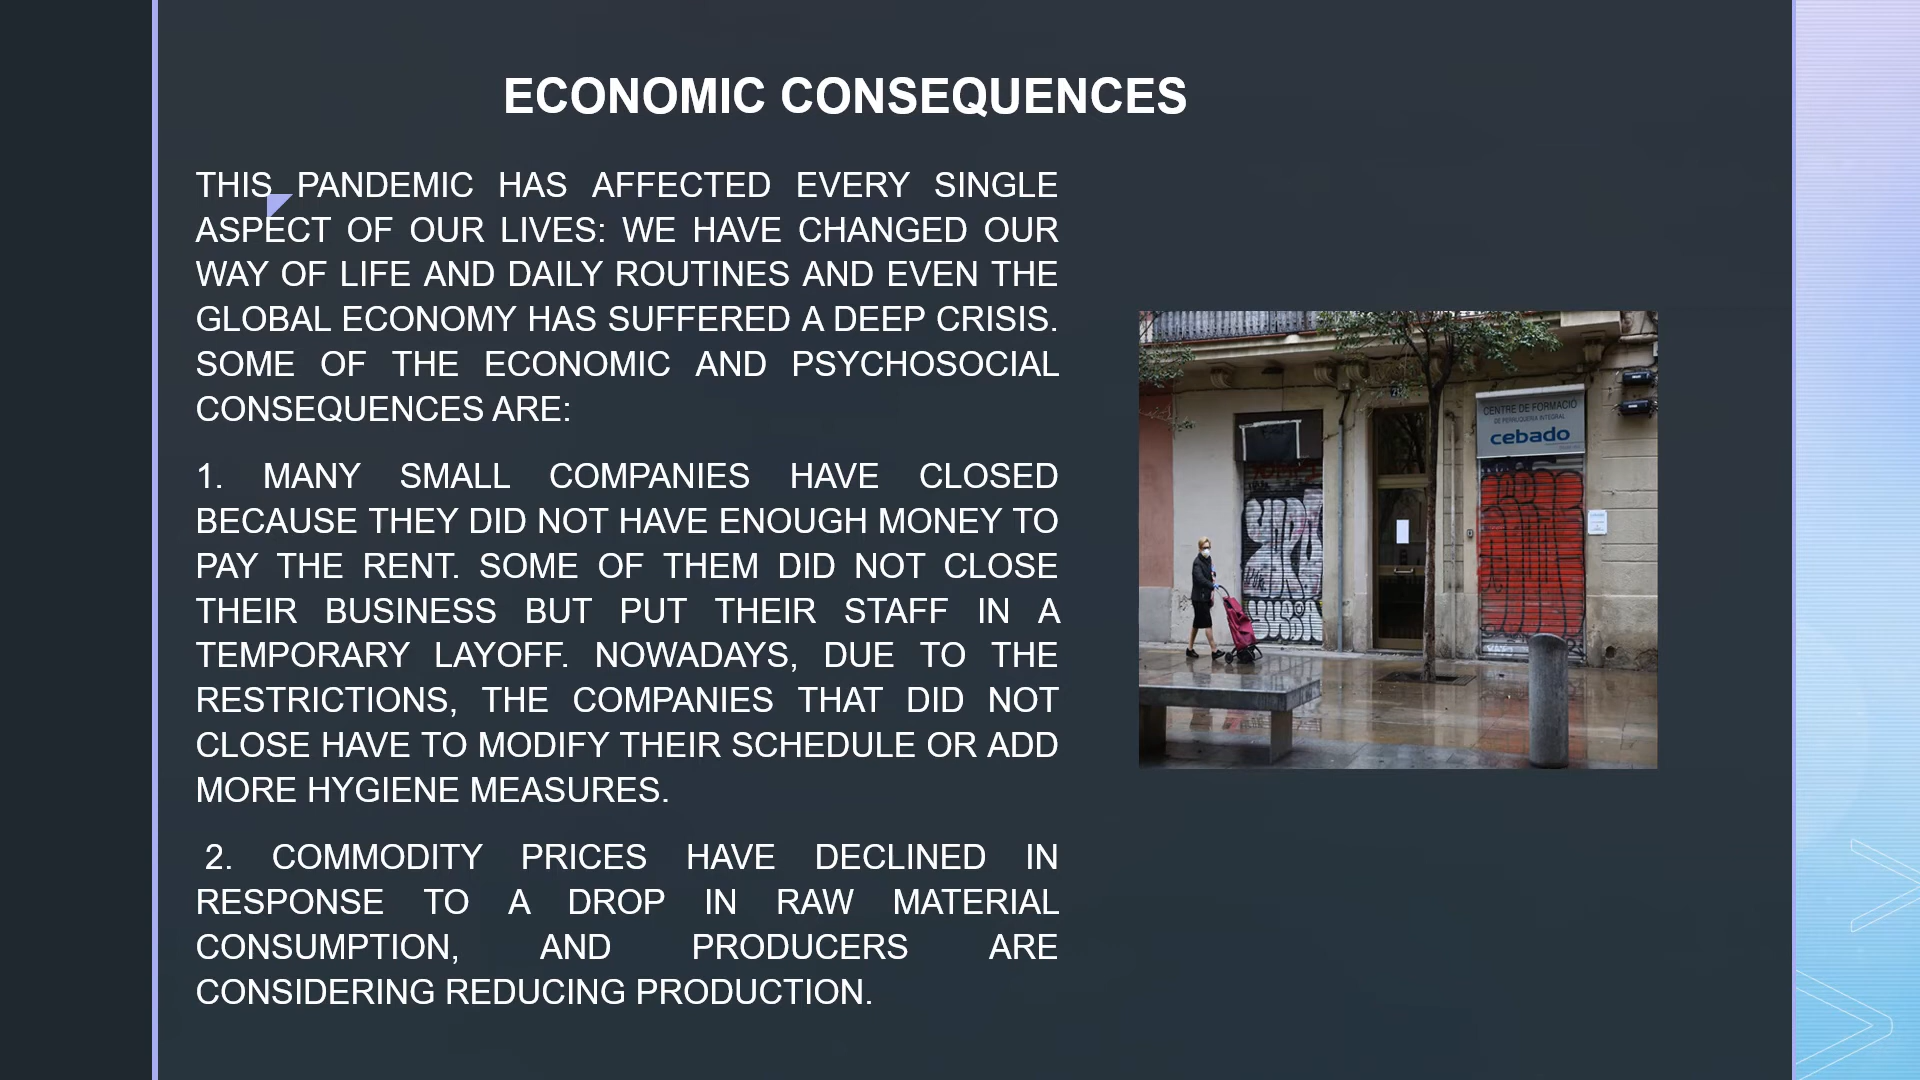 ECONOMIC CONSEQUENCES
THIS PANDEMIC HAS AFFECTED EVERY SINGLE
ASPECT OF OUR LIVES: WE HAVE CHANGED OUR
WAY OF LIFE AND DAILY ROUTINES AND EVEN THE
GLOBAL ECONOMY HAS SUFFERED A DEEP CRISIS.
SOME OF THE ECONOMIC AND PSYCHOSOCIAL
CONSEQUENCES ARE:
1. MANY SMALL COMPANIES HAVE CLOSED
BECAUSE THEY DID NOT HAVE ENOUGH MONEY TO
PAY THE RENT. SOME OF THEM DID NOT CLOSE
THEIR BUSINESS BUT PUT THEIR STAFF IN A
TEMPORARY LAYOFF. NOWADAYS, DUE TO THE
RESTRICTIONS, THE COMPANIES THAT DID NOT
CLOSE HAVE TO MODIFY THEIR SCHEDULE OR ADD
MORE HYGIENE MEASURES.
2. COMMODITY PRICES HAVE DECLINED IN
RESPONSE TO A DROP IN RAW MATERIAL
CONSUMPTION, AND PRODUCERS ARE
CONSIDERING REDUCING PRODUCTION.
CENTRE DE FORMACIÓ
DE PERRUQUERIA INTEGRAL
cebado